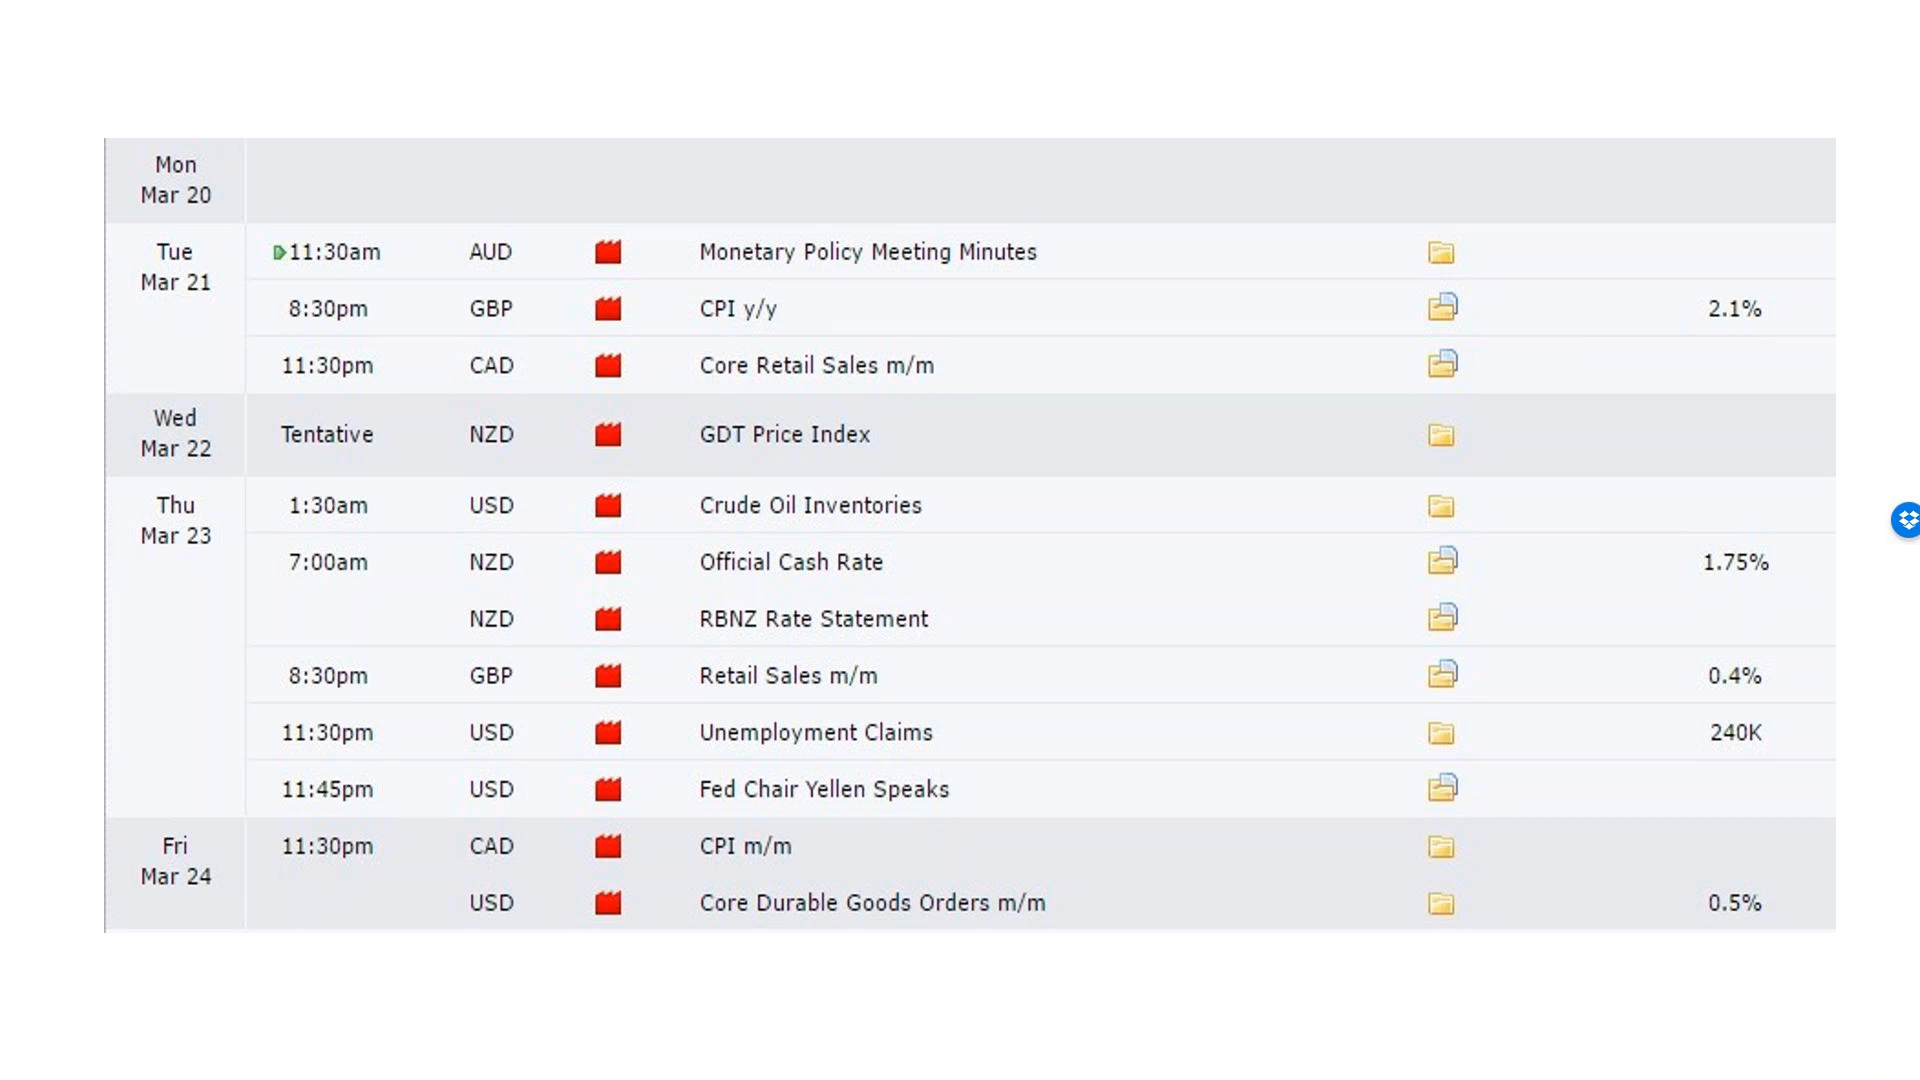 Mon
Mar 20
Tue
Mar 21
11:30am AUD Monetary Policy Meeting Minutes
8:30pm GBP CPI y/y 2.1%
11:30pm CAD Core Retail Sales m/m
Wed
Mar 22
Tentative NZD GDT Price Index
Thu
Mar 23
1:30am USD Crude Oil Inventories
7:00am NZD Official Cash Rate 1.75%
NZD RBNZ Rate Statement
8:30pm GBP Retail Sales m/m 0.4%
11:30pm USD Unemployment Claims 240K
11:45pm USD Fed Chair Yellen Speaks
Fri
Mar 24
11:30pm CAD CPI m/m
USD Core Durable Goods Orders m/m 0.5%